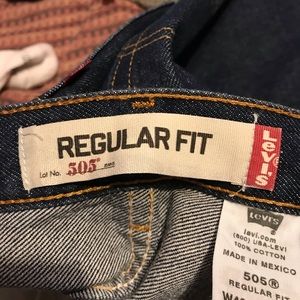 REGULAR FIT
Lot No. 505®
Levi's
Levi's
levi.com
(800) USA-LEVI
100% COTTON
MADE IN MEXICO
505®
REGULAR FI